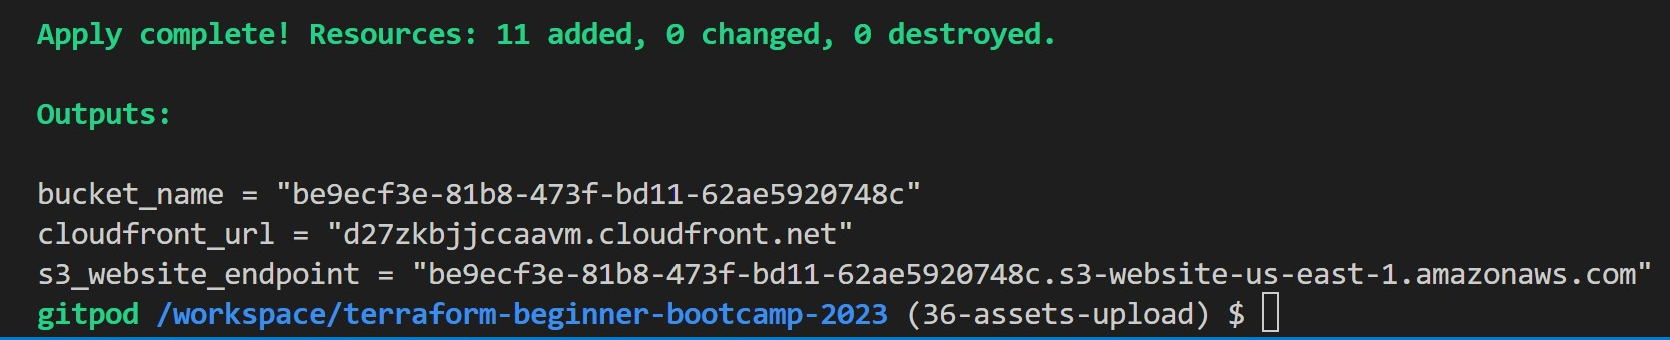 Apply complete! Resources: 11 added, 0 changed, 0 destroyed.
Outputs:
bucket_name = "be9ecf3e-81b8-473f-bd11-62ae5920748c"
cloudfront_url = "d27zkbjjccaavm.cloudfront.net"
s3_website_endpoint = "be9ecf3e-81b8-473f-bd11-62ae5920748c.s3-website-us-east-1.amazonaws.com"
gitpod /workspace/terraform-beginner-bootcamp-2023 (36-assets-upload) $